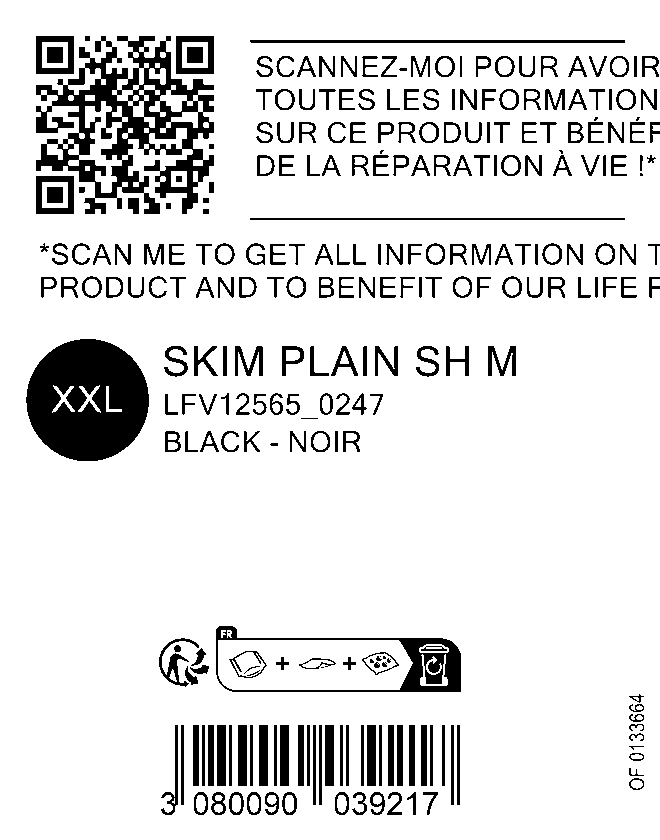 SCANNEZ-MOI POUR AVOIR
TOUTES LES INFORMATION
SUR CE PRODUIT ET
DE LA RÉPARATION À VIE !*
*SCAN ME TO GET ALL INFORMATION ON
PRODUCT AND TO BENEFIT OF OUR LIFE
XXL
SKIM PLAIN SH M
LFV12565_0247
BLACK - NOIR
FR
3 080090 039217
OF 0133664